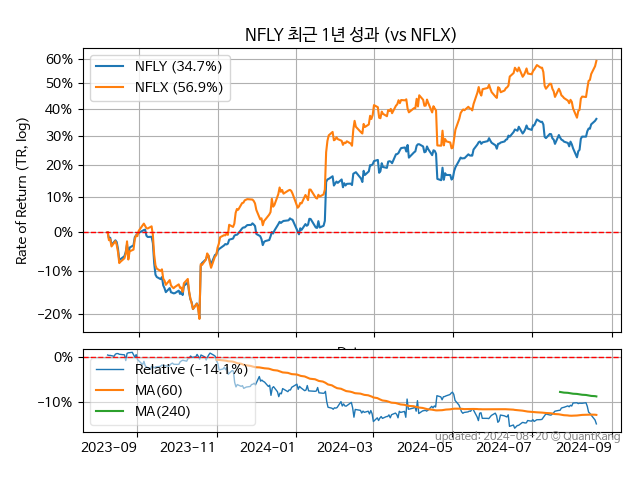 NFLY 최근 1년 성과 (vs NFLX)
Rate of Return (TR, log)
60%
50%
40%
30%
20%
10%
0%
−10%
−20%
NFLY (34.7%)
NFLX (56.9%)
0%
−10%
Relative (−14.1%)
MA(60)
MA(240)
updated: 2024-08-20 © QuantKang
2023−09 2023−11 2024−01 2024−03 2024−05 2024−07 2024−09